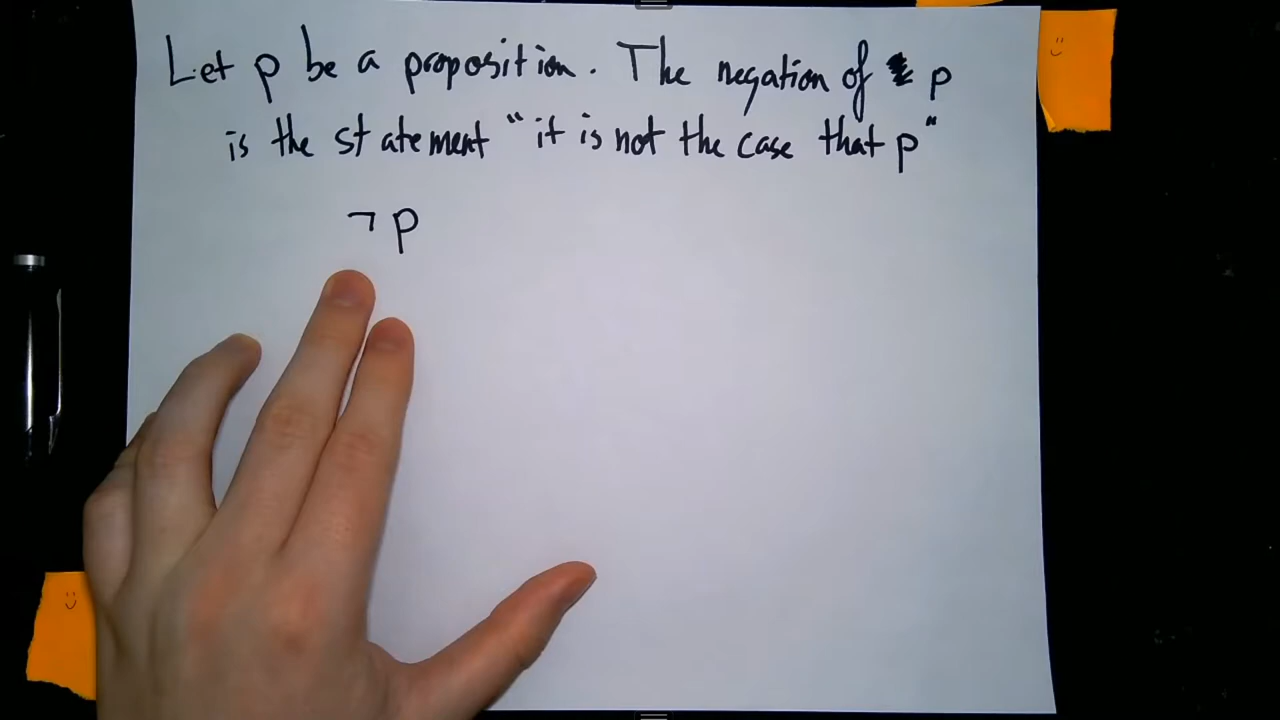 Let p be a proposition. The negation of p
is the statement "it is not the case that p"
¬ p